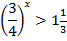 (3/4)^x > 1 1/3